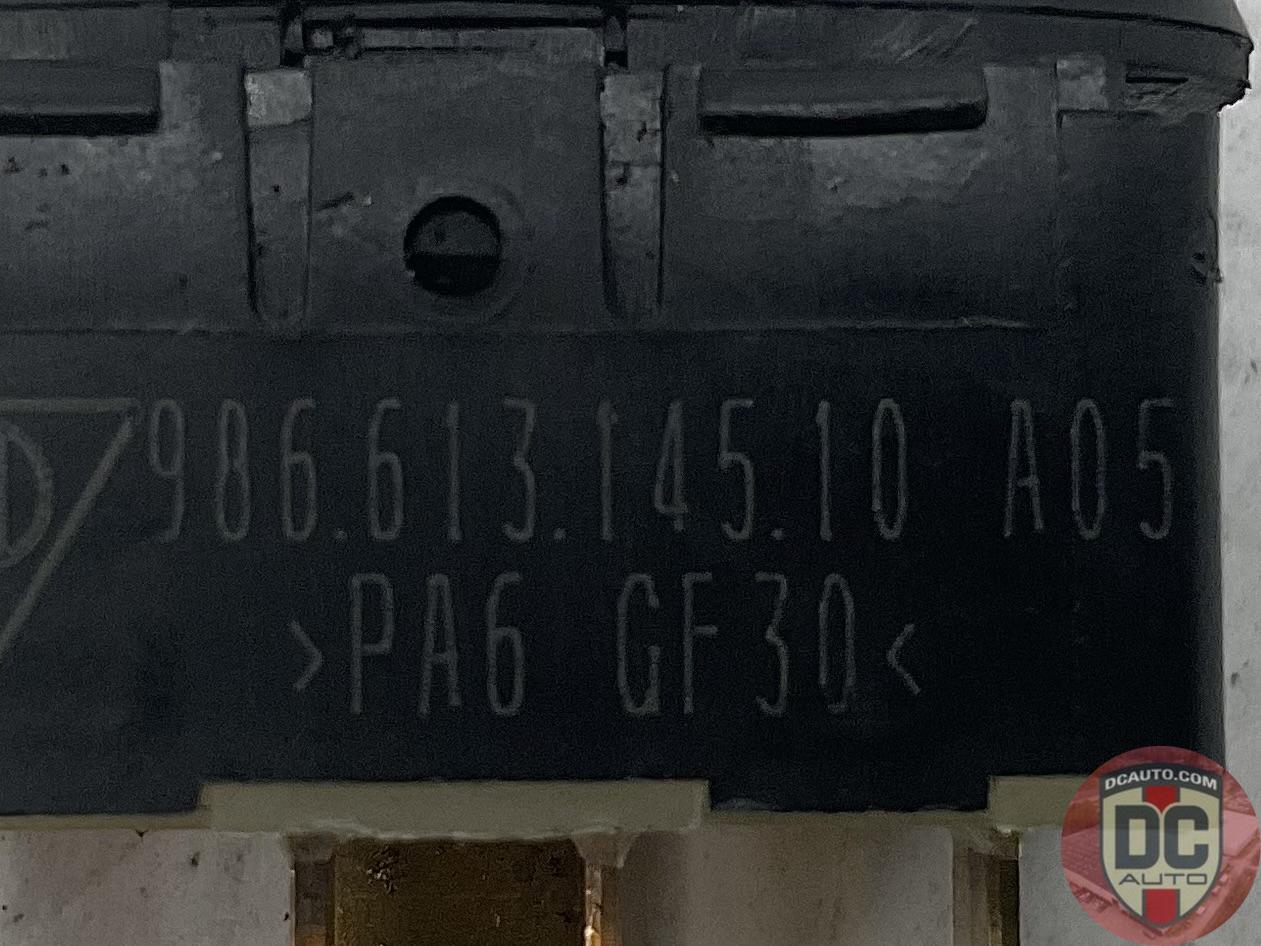 D 986.613.145.10 A05
>PA6 GF30<
DCAUTO.COM
DC
AUTO